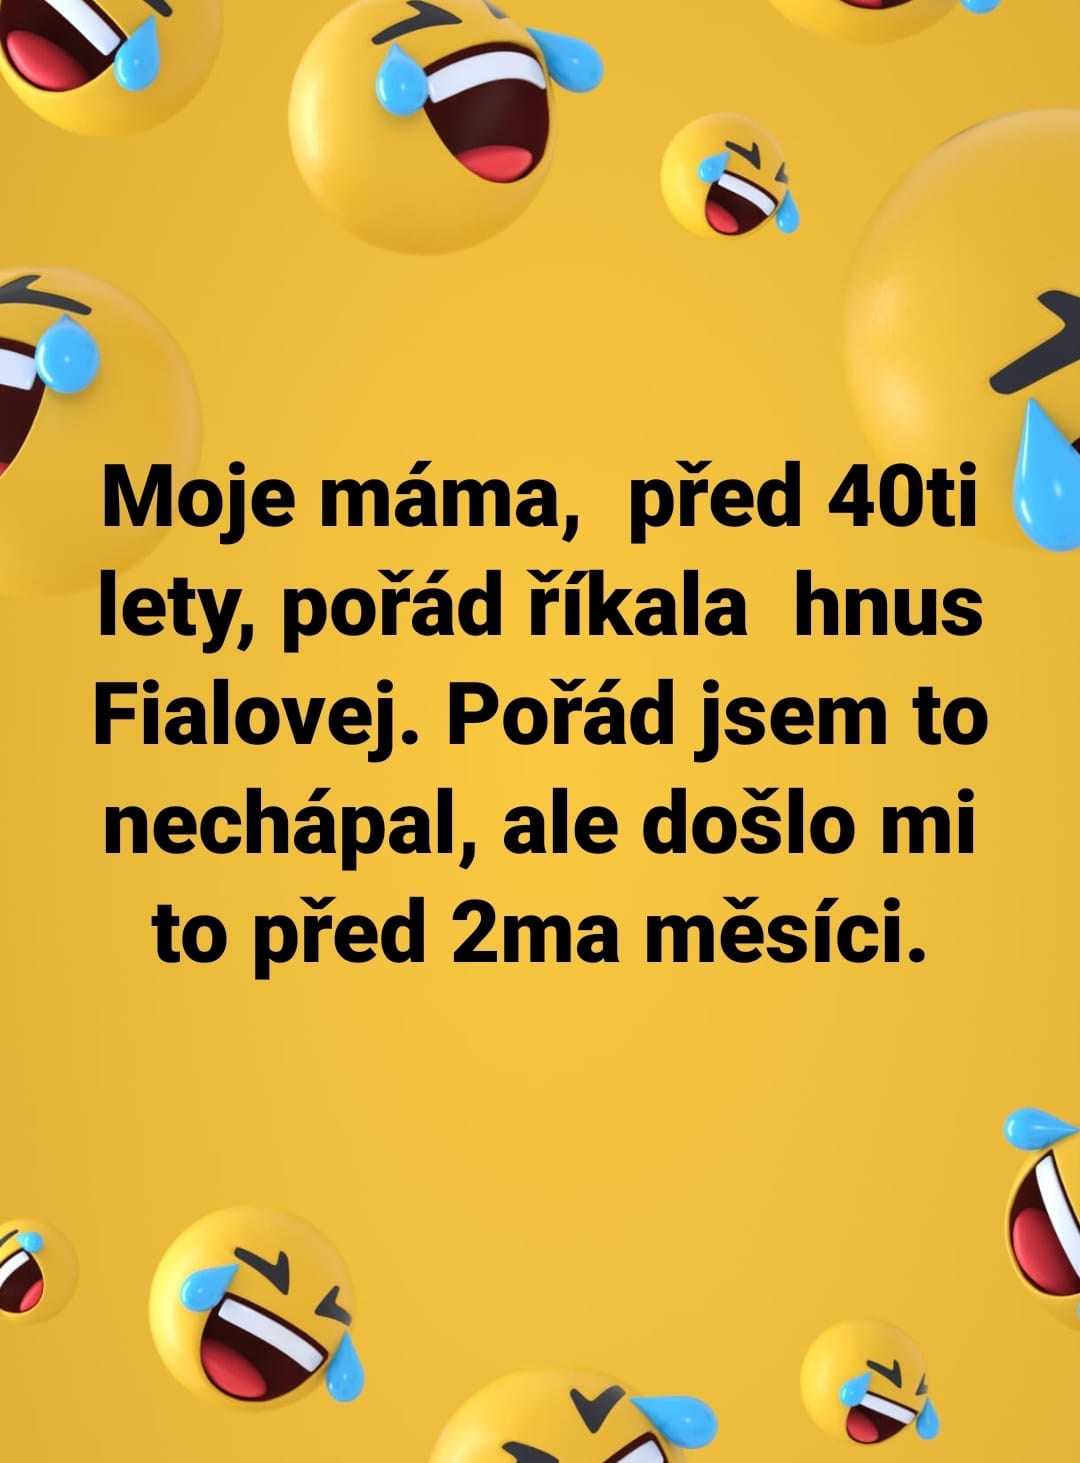 Moje máma,  před 40ti
lety, pořád říkala  hnus
Fialovej. Pořád jsem to
nechápal, ale došlo mi
to před 2ma měsíci.